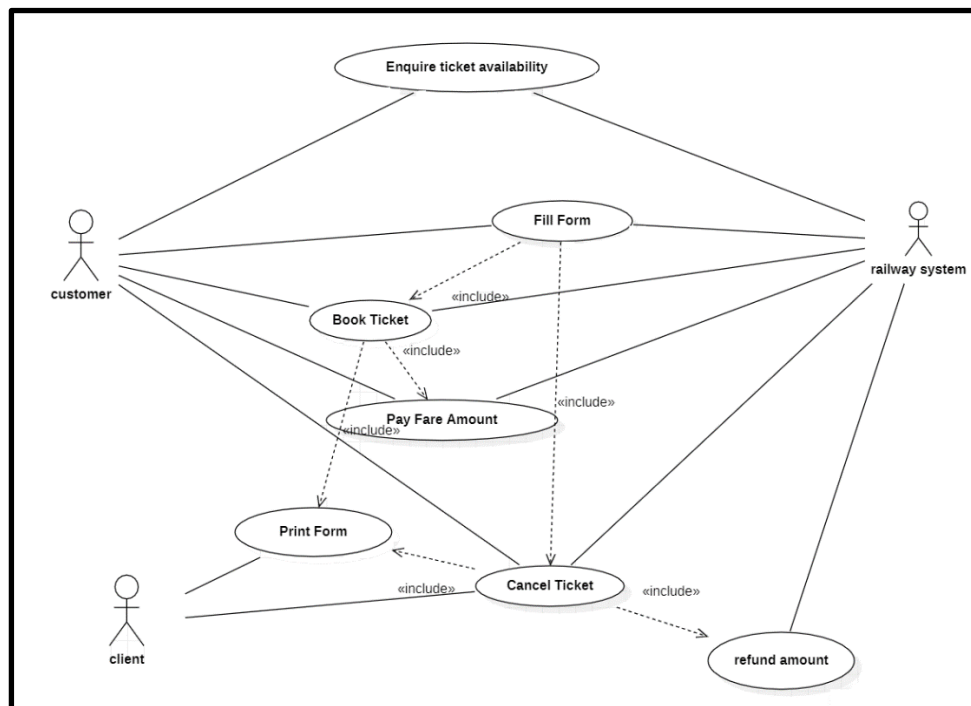 Enquire ticket availability
Fill Form
customer
railway system
«include»
Book Ticket
«include»
«include»
Pay Fare Amount
«include»
Print Form
Cancel Ticket
«include»
«include»
client
refund amount